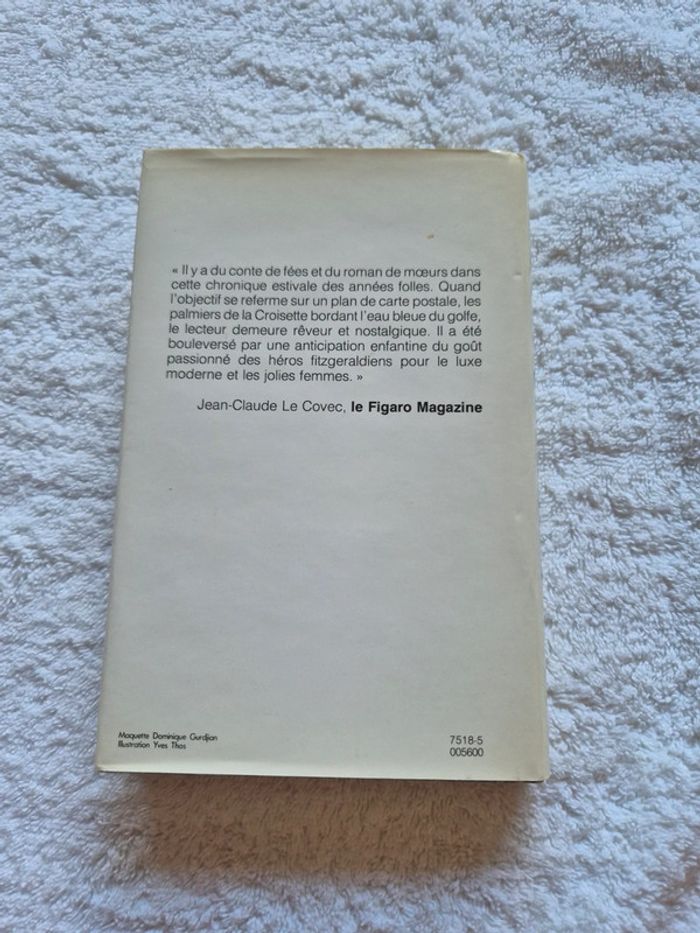 « Il y a du conte de fées et du roman de mœurs dans
cette chronique estivale des années folles. Quand
l'objectif se referme sur un plan de carte postale, les
palmiers de la Croisette bordant l'eau bleue du golfe,
le lecteur demeure rêveur et nostalgique. Il a été
bouleversé par une anticipation enfantine du goût
passionné des héros fitzgeraldiens pour le luxe
moderne et les jolies femmes. »
Jean-Claude Le Covec, le Figaro Magazine
Maquette Dominique Gurdjian
Illustration Yves Thos
7518-5
005600